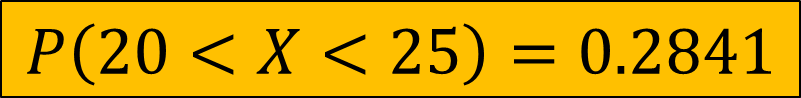 P(20 < X < 25) = 0.2841